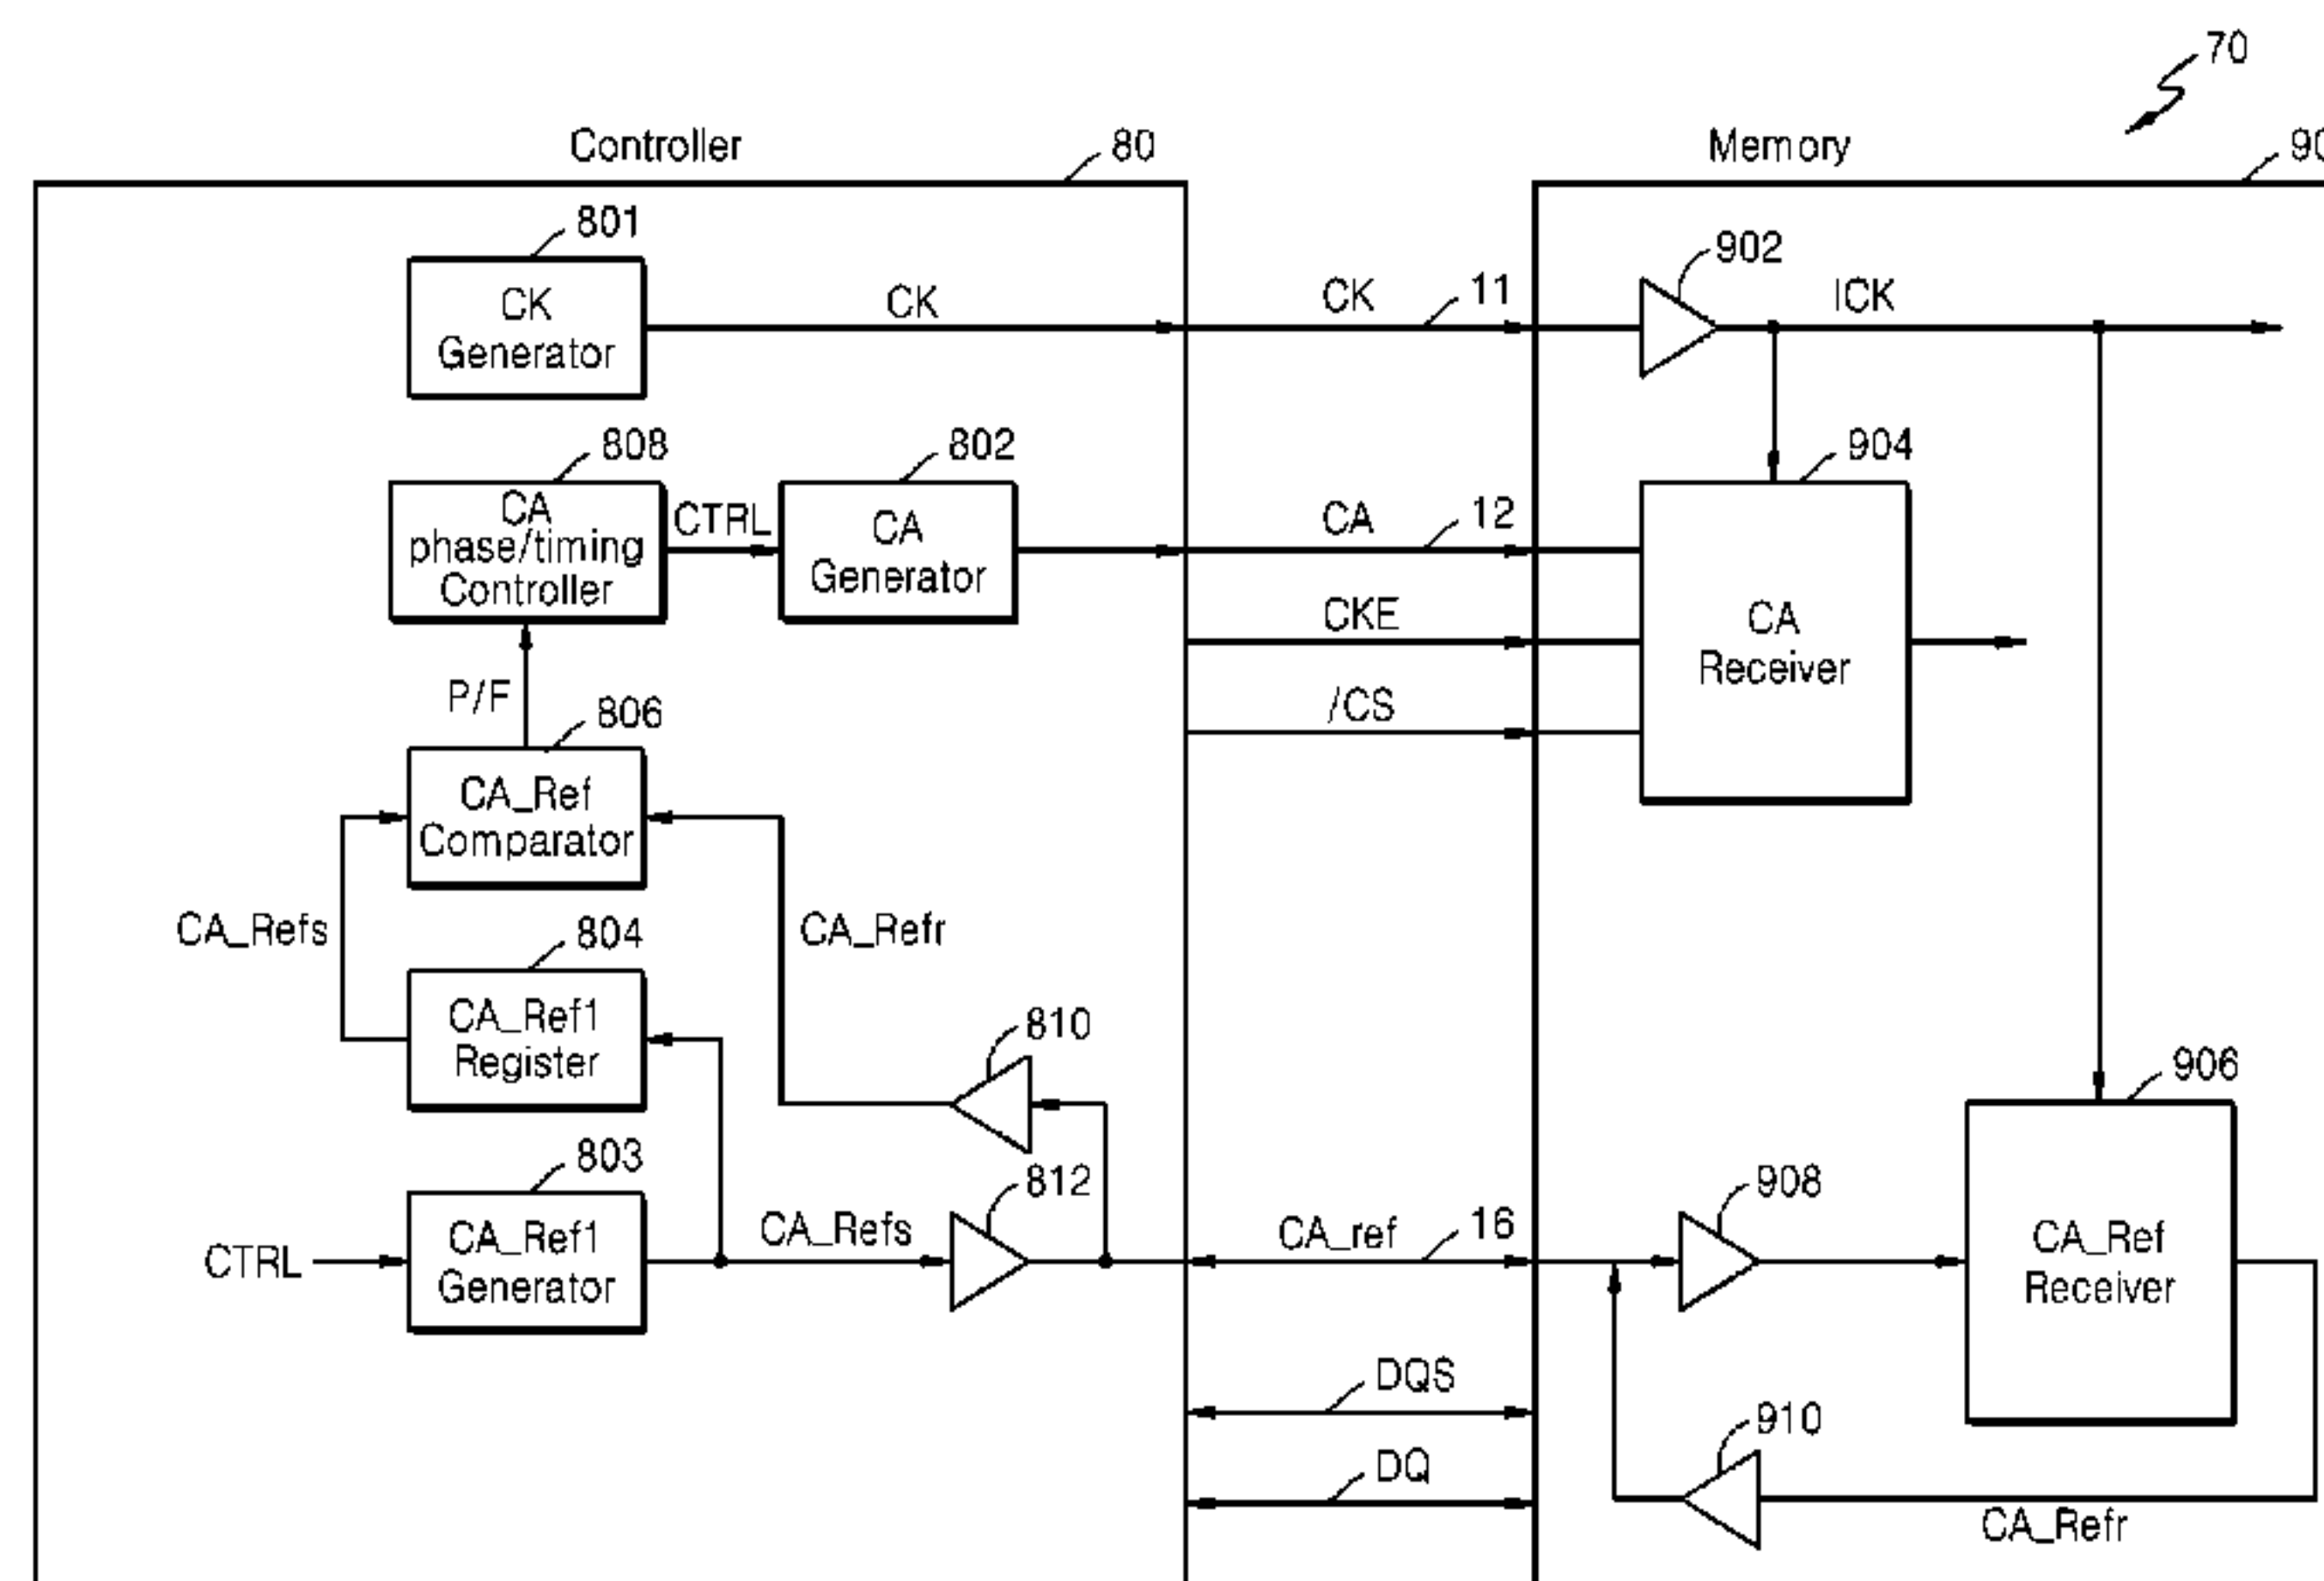 70
Controller
80
Memory
90
801
CK
Generator
CK
CK
11
902
ICK
808
CA
phase/timing
Controller
CTRL
802
CA
Generator
CA
12
904
CA
Receiver
CKE
/CS
P/F
806
CA_Ref
Comparator
CA_Refs
804
CA_Refr
CA_Ref1
Register
810
803
812
CTRL
CA_Ref1
Generator
CA_Refs
CA_ref
16
908
906
CA_Ref
Receiver
DQS
910
DQ
CA_Refr